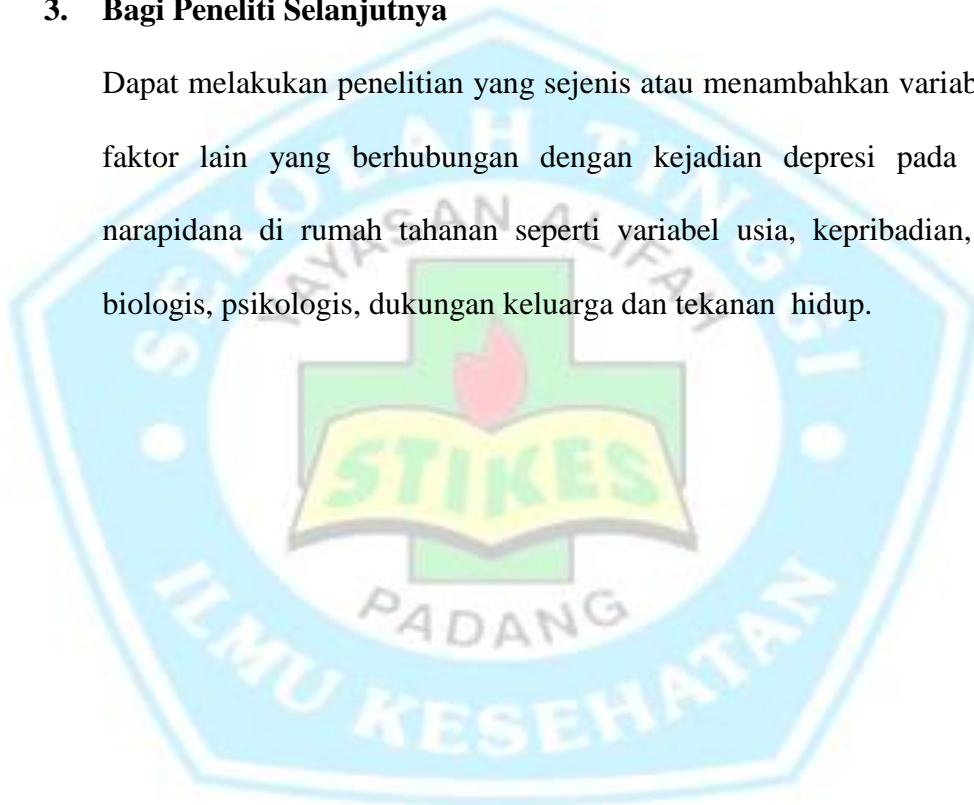 3. Bagi Peneliti Selanjutnya
Dapat melakukan penelitian yang sejenis atau menambahkan
faktor lain yang berhubungan dengan kejadian depresi pada
narapidana di rumah tahanan seperti variabel usia, kepribadian,
biologis, psikologis, dukungan keluarga dan tekanan hidup.
SEKOLAH TINGGI
YAYASAN ALIFAH
STIKES
PADANG
ILMU KESEHATAN